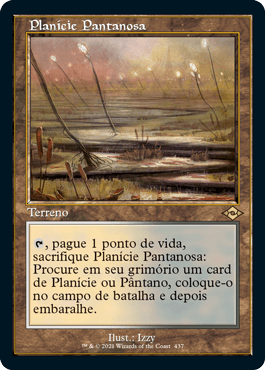 Planície Pantanosa
Terreno
, pague 1 ponto de vida,
sacrifique Planície Pantanosa:
Procure em seu grimório um card
de Planície ou Pântano, coloque-o
no campo de batalha e depois
embaralhe.
Ilust.: Izzy
™ & © 2021 Wizards of the Coast 437